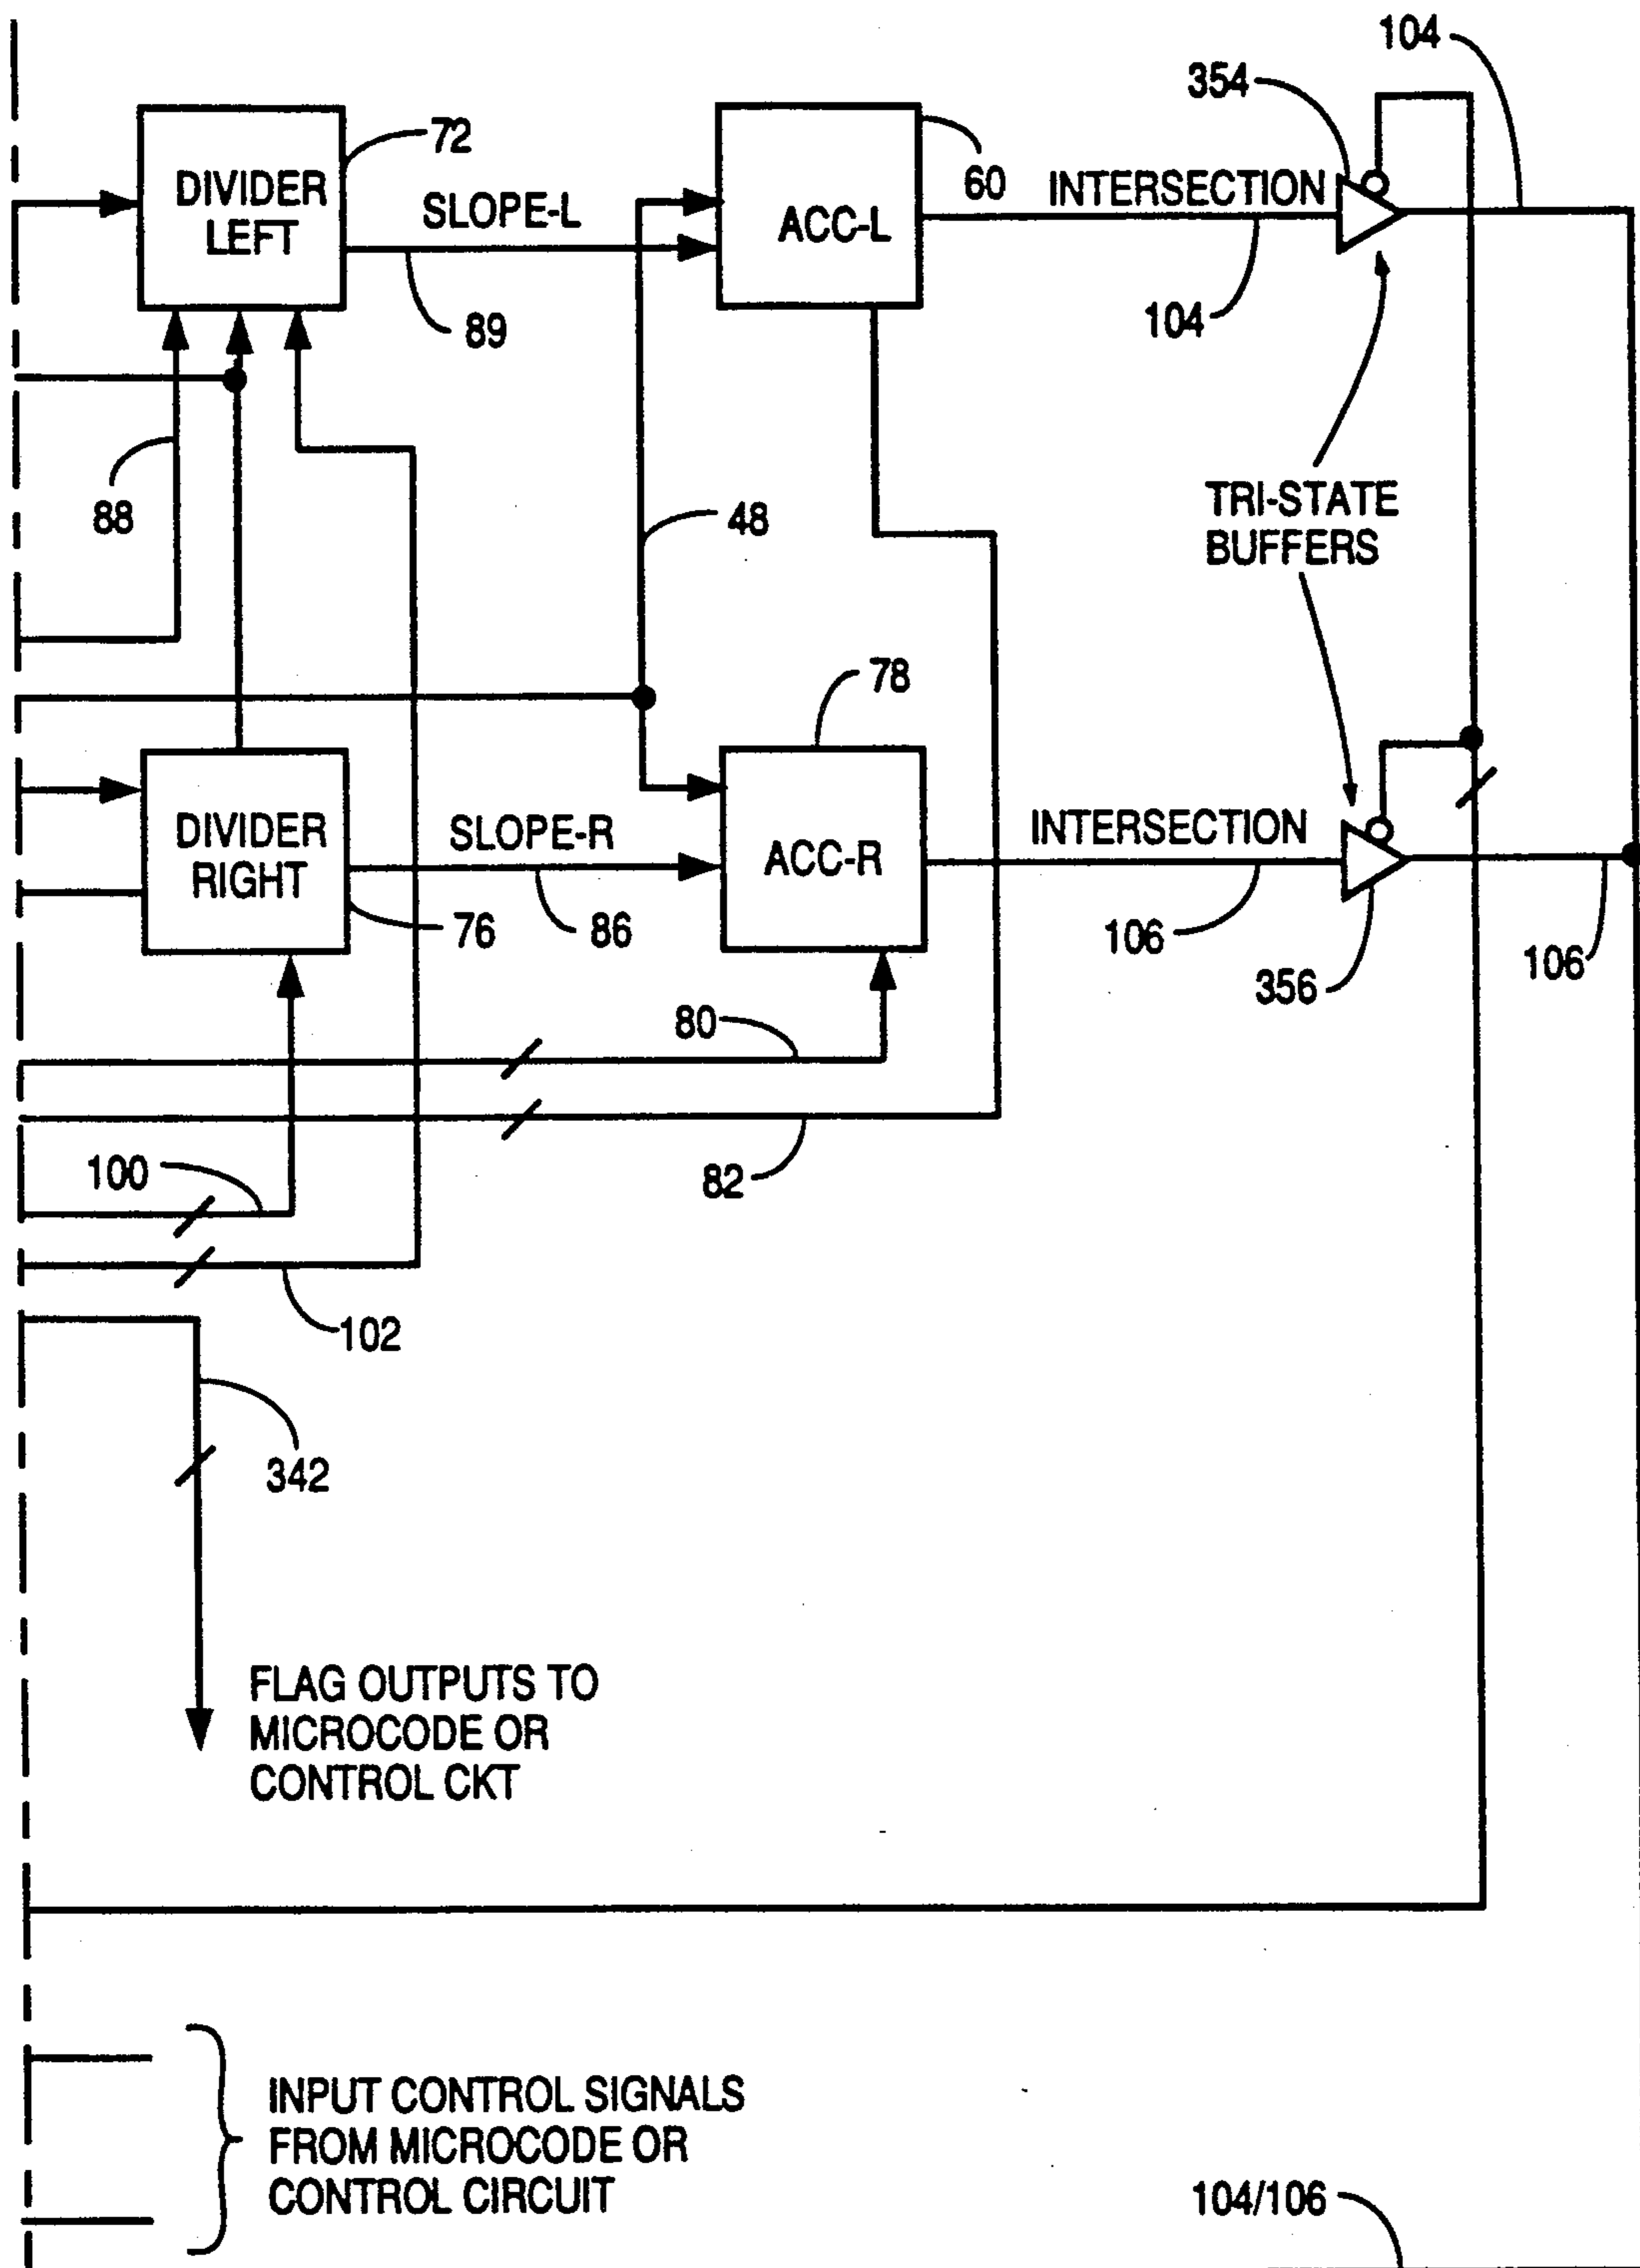 104
354
72
DIVIDER
LEFT
SLOPE-L
89
ACC-L
60
INTERSECTION
104
88
48
TRI-STATE
BUFFERS
78
DIVIDER
RIGHT
SLOPE-R
76
86
ACC-R
INTERSECTION
106
356
106
80
82
100
102
342
FLAG OUTPUTS TO
MICROCODE OR
CONTROL CKT
INPUT CONTROL SIGNALS
FROM MICROCODE OR
CONTROL CIRCUIT
104/106